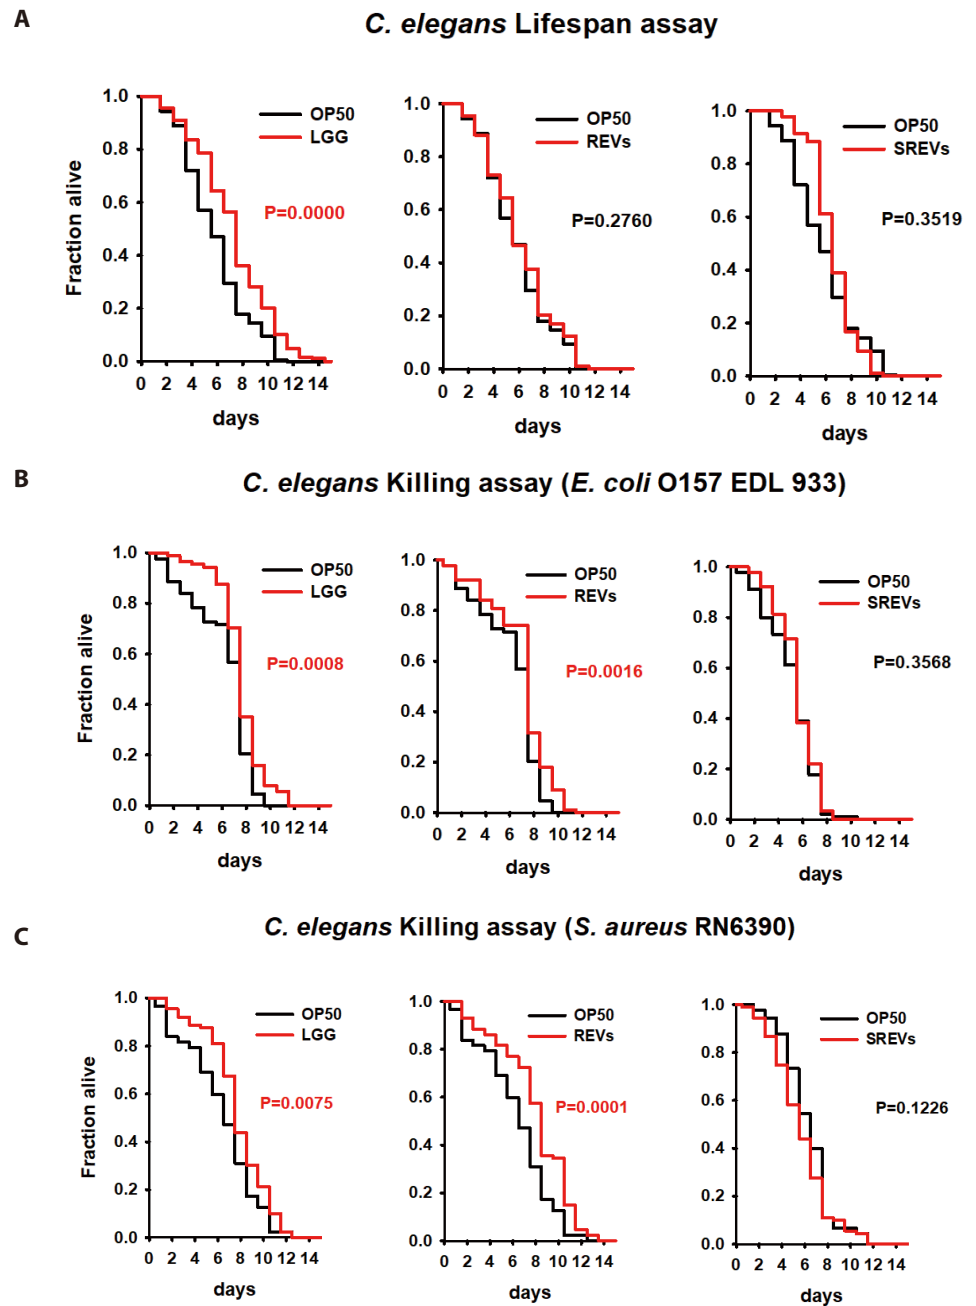 A
C. elegans Lifespan assay
Fraction alive
1.0
0.8
0.6
0.4
0.2
0.0
OP50
LGG
P=0.0000
0 2 4 6 8 10 12 14
days
1.0
0.8
0.6
0.4
0.2
0.0
OP50
REVs
P=0.2760
0 2 4 6 8 10 12 14
days
1.0
0.8
0.6
0.4
0.2
0.0
OP50
SREVs
P=0.3519
0 2 4 6 8 10 12 14
days
B
C. elegans Killing assay (E. coli O157 EDL 933)
Fraction alive
1.0
0.8
0.6
0.4
0.2
0.0
OP50
LGG
P=0.0008
0 2 4 6 8 10 12 14
days
1.0
0.8
0.6
0.4
0.2
0.0
OP50
REVs
P=0.0016
0 2 4 6 8 10 12 14
days
1.0
0.8
0.6
0.4
0.2
0.0
OP50
SREVs
P=0.3568
0 2 4 6 8 10 12 14
days
C
C. elegans Killing assay (S. aureus RN6390)
Fraction alive
1.0
0.8
0.6
0.4
0.2
0.0
OP50
LGG
P=0.0075
0 2 4 6 8 10 12 14
days
1.0
0.8
0.6
0.4
0.2
0.0
OP50
REVs
P=0.0001
0 2 4 6 8 10 12 14
days
1.0
0.8
0.6
0.4
0.2
0.0
OP50
SREVs
P=0.1226
0 2 4 6 8 10 12 14
days